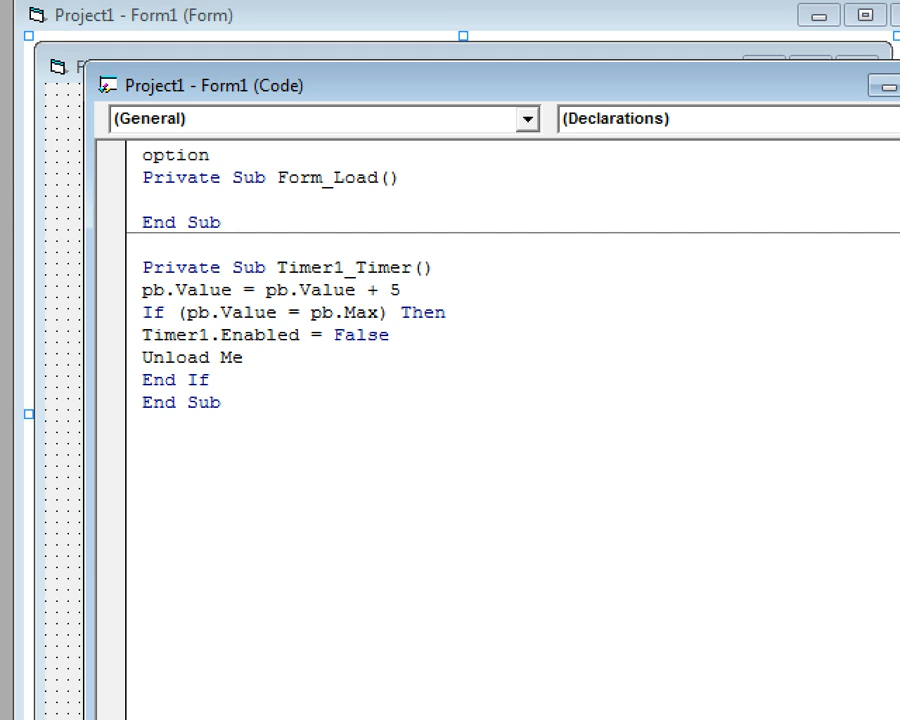 Project1 - Form1 (Form)
F
Project1 - Form1 (Code)
(General)
(Declarations)
option
Private Sub Form_Load()
End Sub
Private Sub Timer1_Timer()
pb.Value = pb.Value + 5
If (pb.Value = pb.Max) Then
Timer1.Enabled = False
Unload Me
End If
End Sub